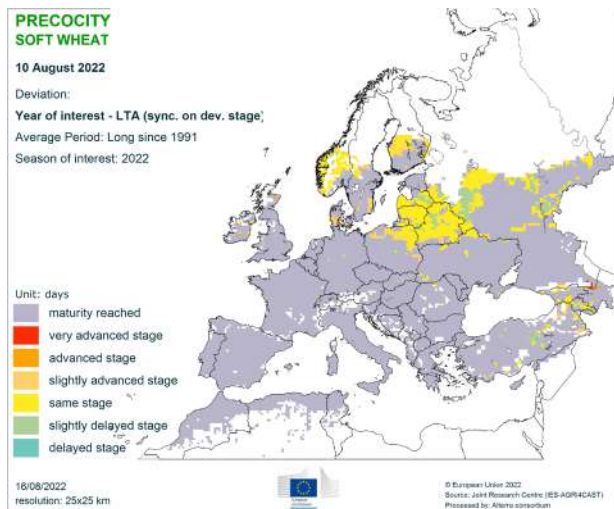 PRECOCITY
SOFT WHEAT
10 August 2022
Deviation:
Year of interest - LTA (sync. on dev. stage)
Average Period: Long since 1991
Season of interest: 2022
Unit: days
maturity reached
very advanced stage
advanced stage
slightly advanced stage
same stage
slightly delayed stage
delayed stage
16/08/2022
resolution: 25x25 km
© European Union 2022
Source: Joint Research Centre (IES-AGRI4CAST)
Processed by: Alterra consortium